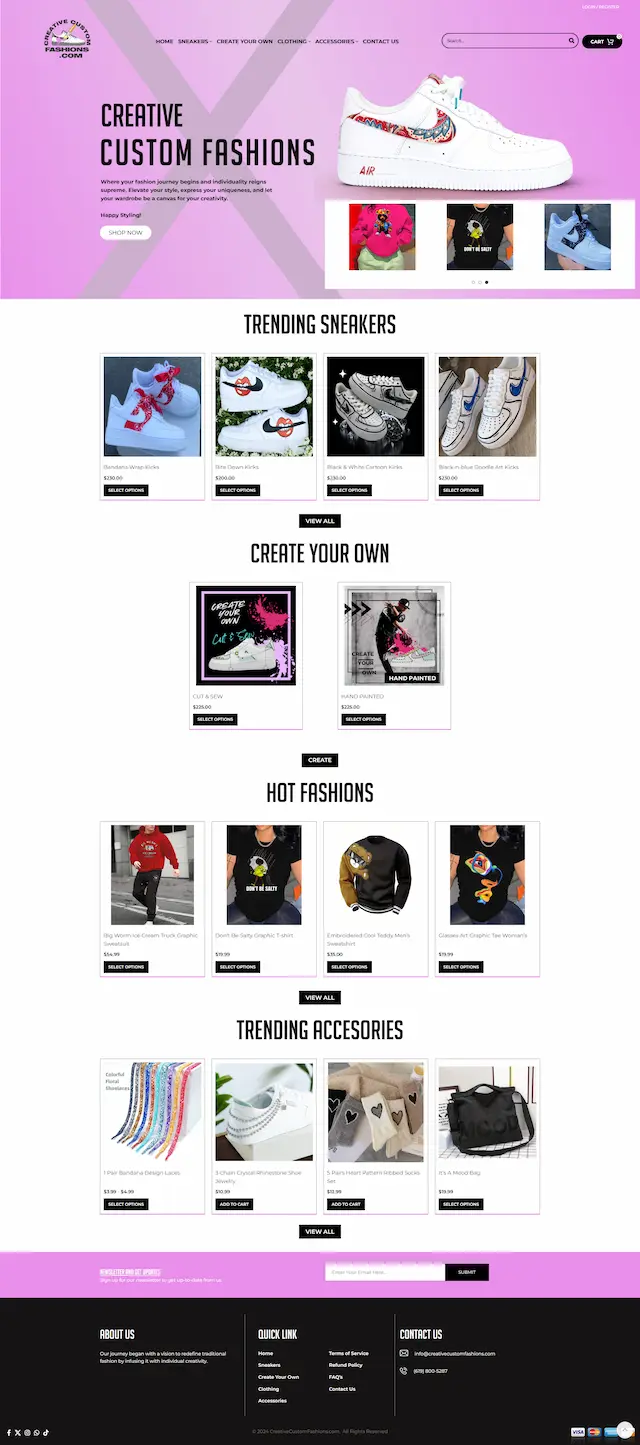 LOGIN / REGISTER
CREATIVE CUSTOM
FASHIONS
.COM
HOME SNEAKERS CREATE YOUR OWN CLOTHING ACCESSORIES CONTACT US
Search...
CART
0
CREATIVE
CUSTOM FASHIONS
Where your fashion journey begins and individuality reigns
supreme. Elevate your style, express your uniqueness, and let
your wardrobe be a canvas for your creativity.
Happy Styling!
SHOP NOW
AIR
DON'T BE SALTY
TRENDING SNEAKERS
Bandana Wrap Kicks
$230.00
SELECT OPTIONS
Bite Down Kicks
$200.00
SELECT OPTIONS
Black & White Cartoon Kicks
$230.00
SELECT OPTIONS
Black-n-blue Doodle Art Kicks
$230.00
SELECT OPTIONS
VIEW ALL
CREATE YOUR OWN
CREATE
YOUR
OWN
Cut & Sew
CUT & SEW
$225.00
SELECT OPTIONS
CREATE
YOUR
OWN
HAND PAINTED
HAND PAINTED
$225.00
SELECT OPTIONS
CREATE
HOT FASHIONS
Big Worm Ice Cream Truck Graphic
Sweatsuit
$54.99
SELECT OPTIONS
DON'T BE SALTY
Don't Be Salty Graphic T-shirt
$19.99
SELECT OPTIONS
Embroidered Cool Teddy Men's
Sweatshirt
$35.00
SELECT OPTIONS
Glasses Art Graphic Tee Woman's
$19.99
SELECT OPTIONS
VIEW ALL
TRENDING ACCESORIES
Colorful
Floral
Shoelaces
1 Pair Bandana Design Laces
$3.99 - $4.99
SELECT OPTIONS
3 Chain Crystal Rhinestone Shoe
Jewelry
$10.99
ADD TO CART
5 Pairs Heart Pattern Ribbed Socks
Set
$12.99
ADD TO CART
MOOD
It's A Mood Bag
$19.99
SELECT OPTIONS
VIEW ALL
NEWSLETTER AND GET UPDATES
Sign up for our newsletter to get up-to-date from us
Enter Your Email Here...
SUBMIT
ABOUT US
Our journey began with a vision to redefine traditional
fashion by infusing it with individual creativity.
QUICK LINK
Home
Sneakers
Create Your Own
Clothing
Accessories
Terms of Service
Refund Policy
FAQ's
Contact Us
CONTACT US
info@creativecustomfashions.com
(619) 800-5287
© 2024 CreativeCustomFashions.com . All Rights Reserved
VISA